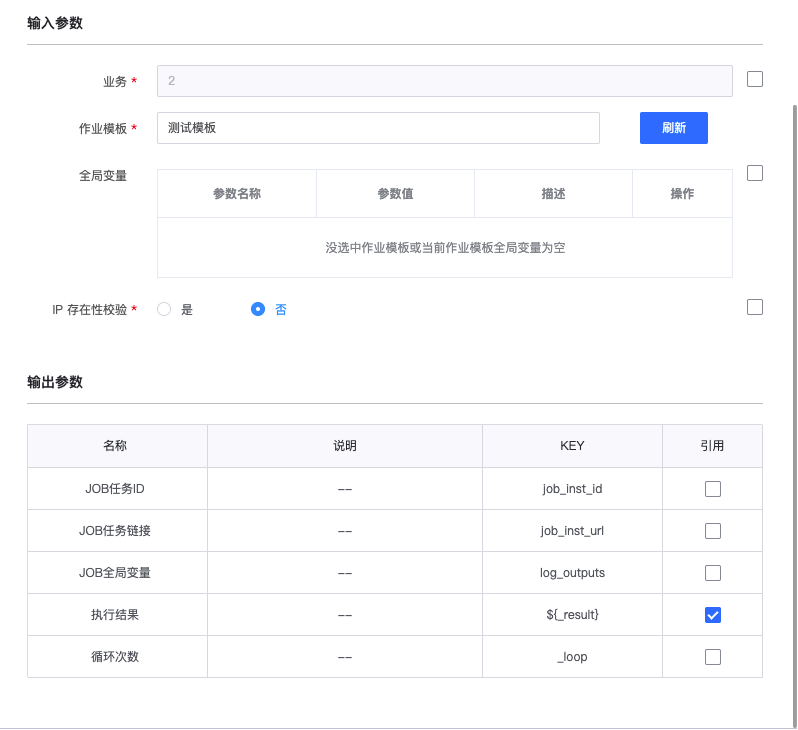 输入参数
业务 * 2
作业模板 * 测试模板 刷新
全局变量
参数名称 参数值 描述 操作
没选中作业模板或当前作业模板全局变量为空
IP 存在性校验 * 是 否
输出参数
名称 说明 KEY 引用
JOB任务ID -- job_inst_id
JOB任务链接 -- job_inst_url
JOB全局变量 -- log_outputs
执行结果 -- ${_result}
循环次数 -- _loop